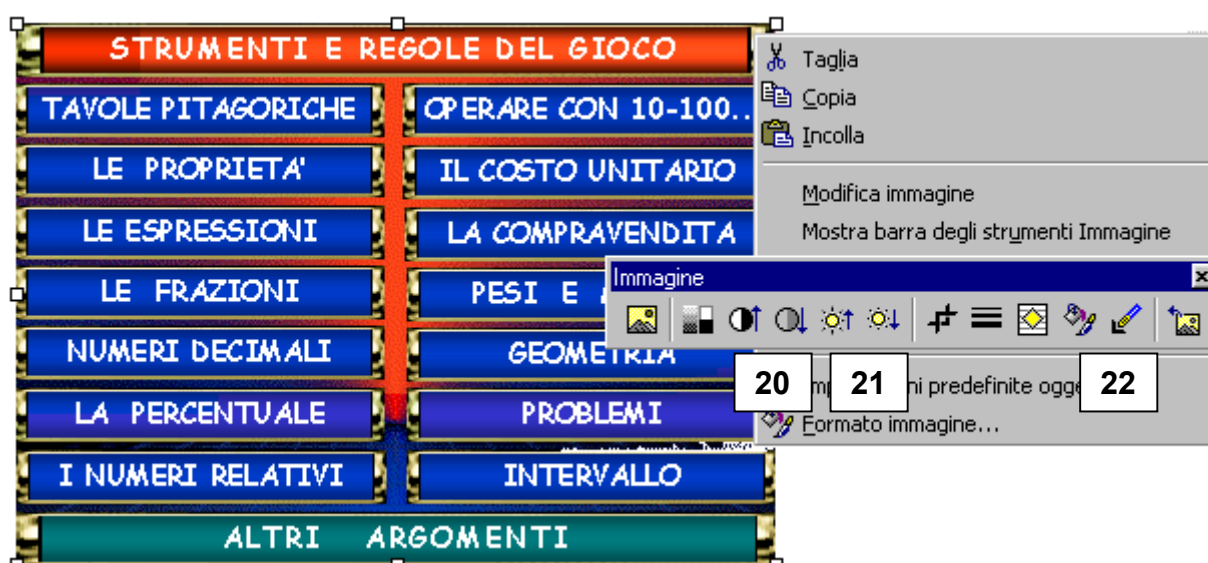 STRUMENTI E REGOLE DEL GIOCO
TAVOLE PITAGORICHE
OPERARE CON 10-100..
LE PROPRIETA'
IL COSTO UNITARIO
LE ESPRESSIONI
LA COMPRAVENDITA
LE FRAZIONI
PESI E
NUMERI DECIMALI
GEOMETRIA
LA PERCENTUALE
PROBLEMI
I NUMERI RELATIVI
INTERVALLO
ALTRI ARGOMENTI
Taglia
Copia
Incolla
Modifica immagine
Mostra barra degli strumenti Immagine
Immagine
20 21 22
predefinite
Formato immagine...